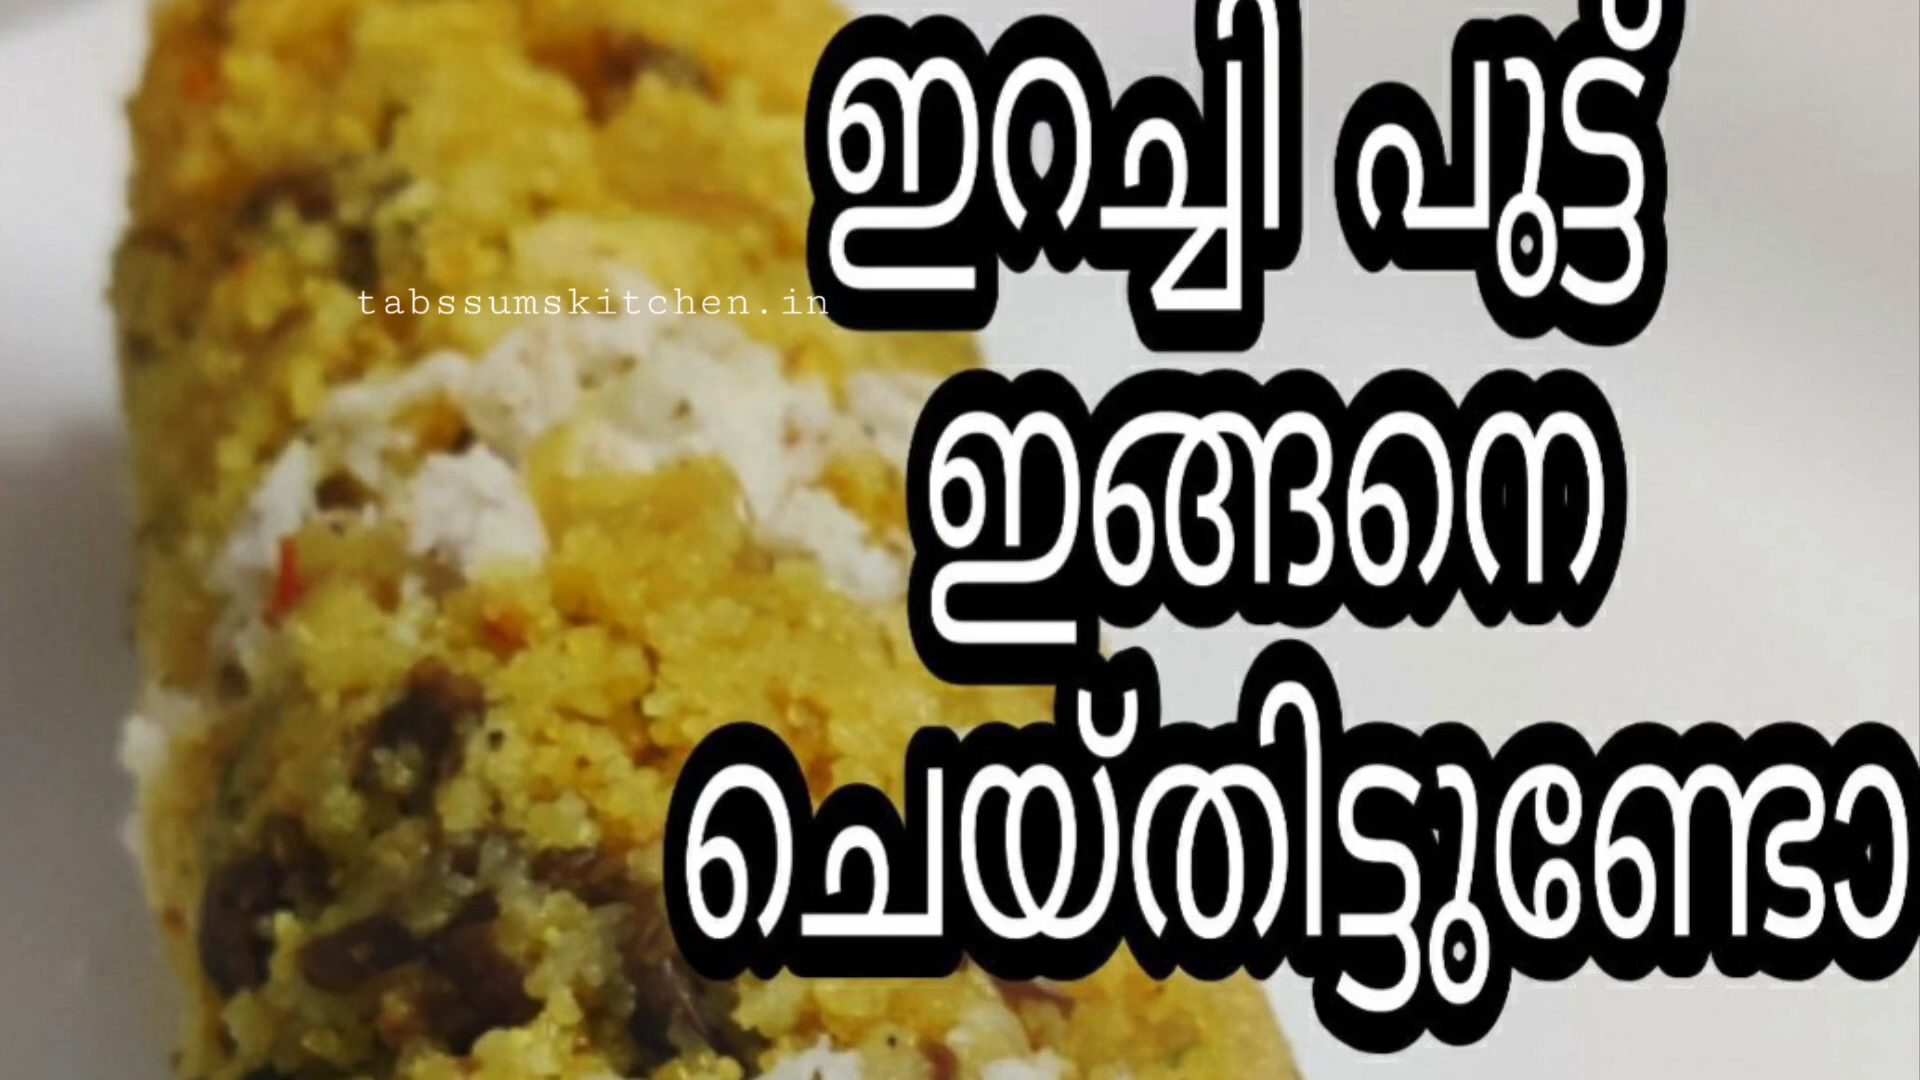 ഇറച്ചി പൂട്ട്
tabssumskitchen.in
ഇങ്ങനെ
ചെയ്തിട്ടുണ്ടോ